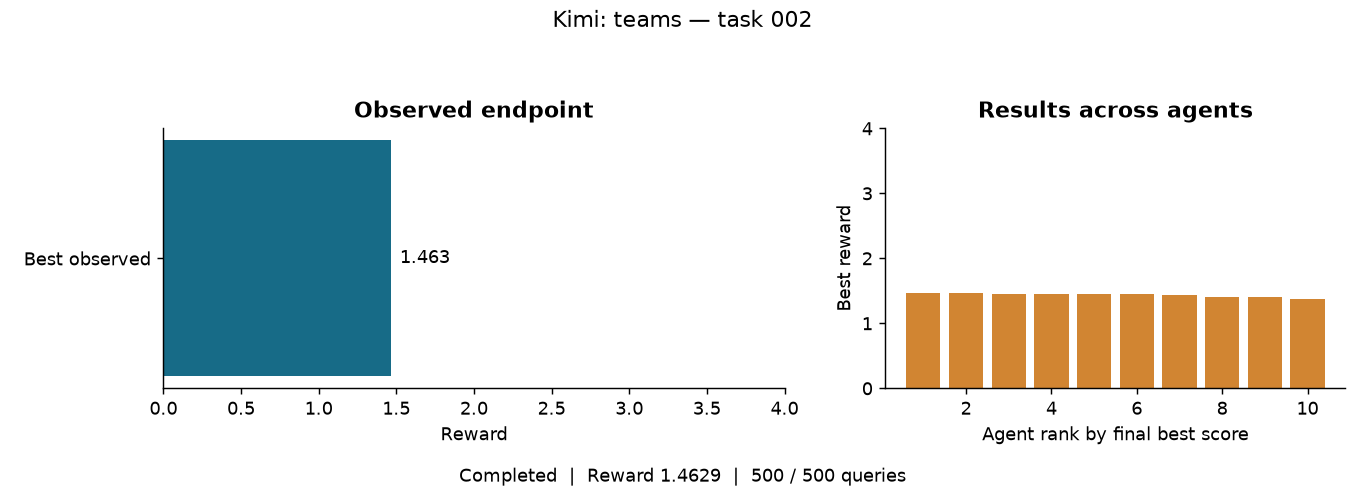 Kimi: teams — task 002
Observed endpoint
Best observed
1.463
0.0 0.5 1.0 1.5 2.0 2.5 3.0 3.5 4.0
Reward
Results across agents
Best reward
4
3
2
1
0
2 4 6 8 10
Agent rank by final best score
Completed | Reward 1.4629 | 500 / 500 queries